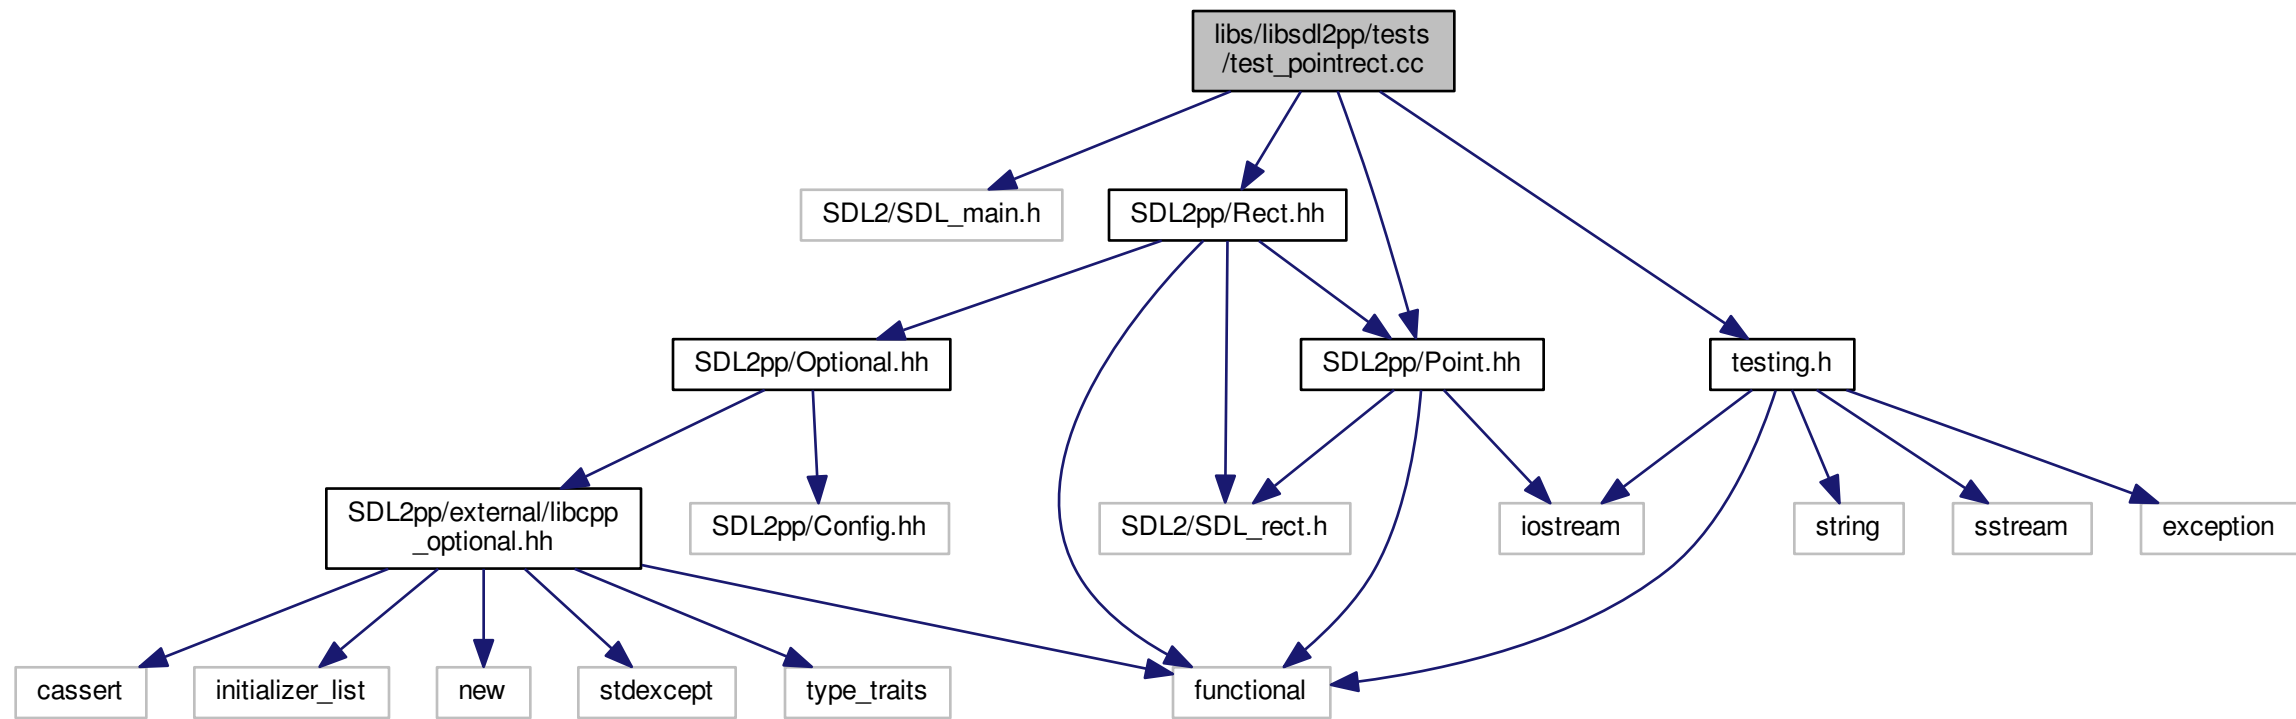 libs/libsdl2pp/tests
/test_pointrect.cc
SDL2/SDL_main.h
SDL2pp/Rect.hh
SDL2pp/Optional.hh
SDL2pp/Point.hh
testing.h
SDL2pp/external/libcpp
_optional.hh
SDL2pp/Config.hh
SDL2/SDL_rect.h
iostream
string
sstream
exception
cassert
initializer_list
new
stdexcept
type_traits
functional